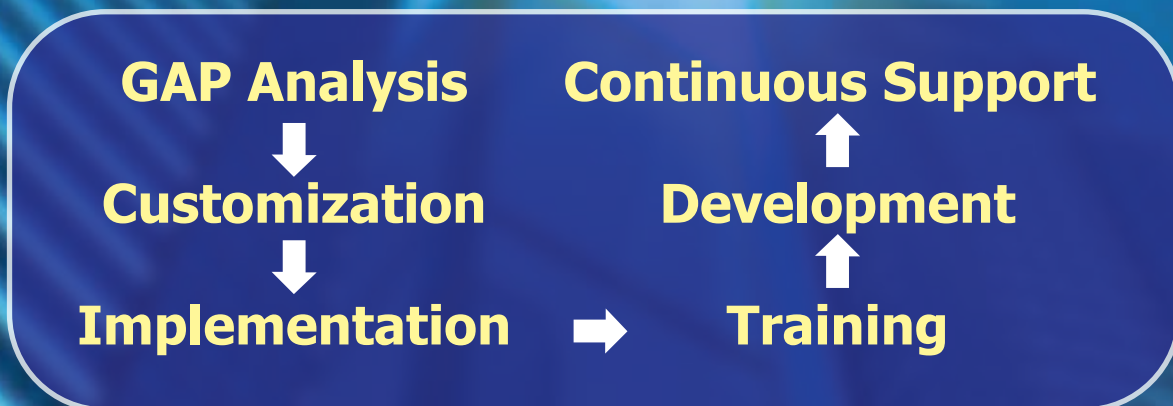 GAP Analysis
Customization
Implementation
Training
Development
Continuous Support